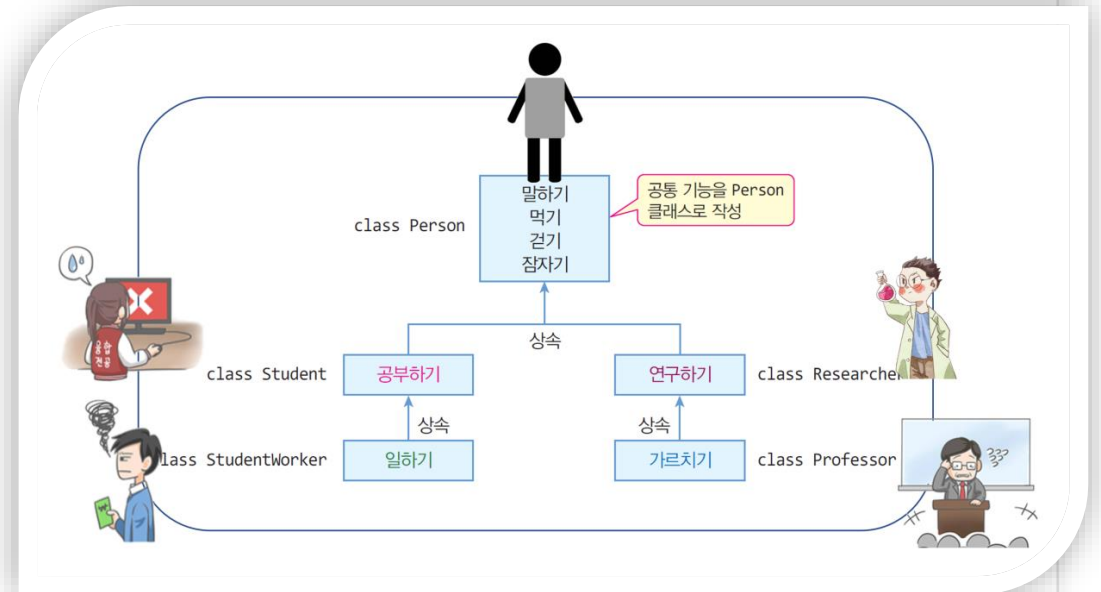 말하기
먹기
걷기
잠자기
class Person
공통 기능을 Person
클래스로 작성
상속
class Student
공부하기
연구하기
class Researcher
상속
상속
lass StudentWorker
일하기
가르치기
class Professor